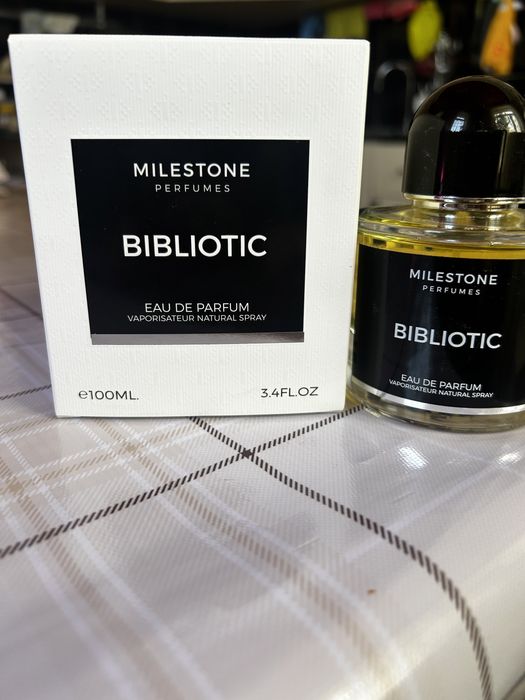 MILESTONE
PERFUMES
BIBLIOTIC
EAU DE PARFUM
VAPORISATEUR NATURAL SPRAY
℮100ML.
3.4FL.OZ
MILESTONE
PERFUMES
BIBLIOTIC
EAU DE PARFUM
VAPORISATEUR NATURAL SPRAY